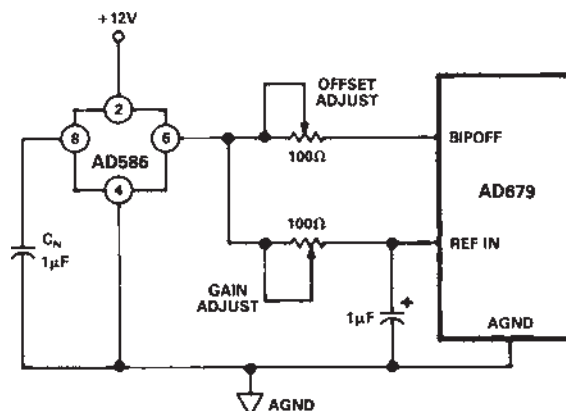 +12V
2
8
6
AD586
4
C_N
1µF
OFFSET
ADJUST
100Ω
BIPOFF
AD679
100Ω
REF IN
GAIN
ADJUST
1µF
+
AGND
AGND